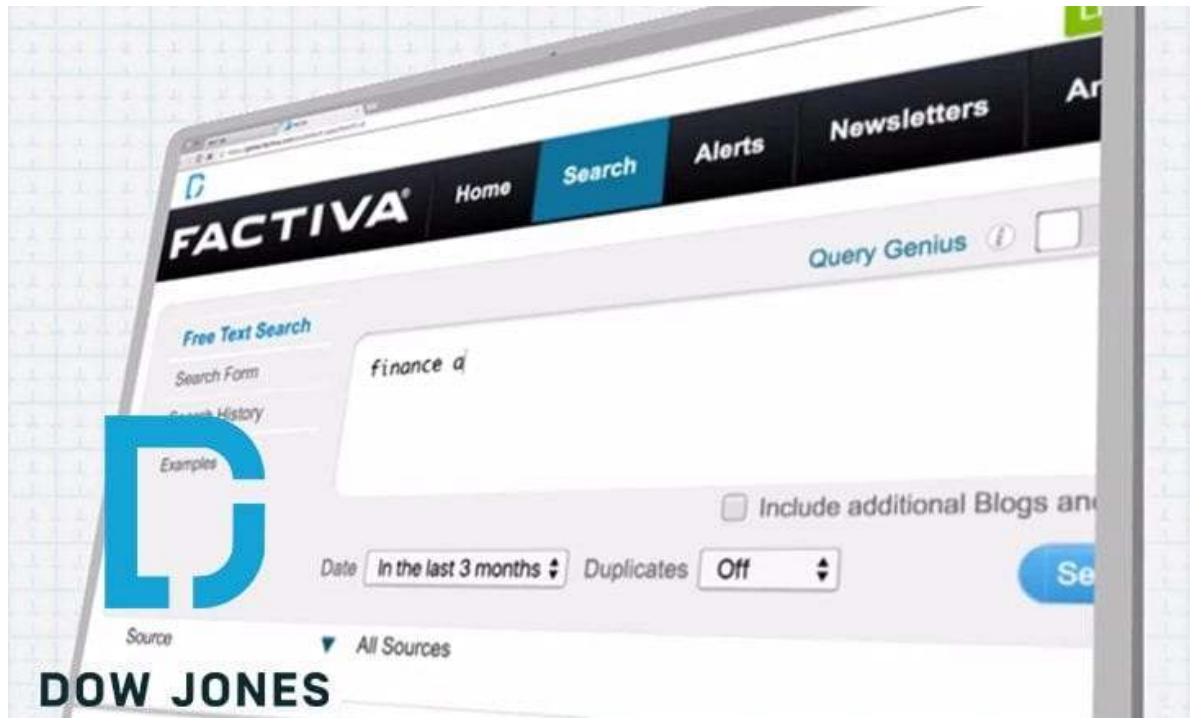 FACTIVA®
Home
Search
Alerts
Newsletters
Query Genius
Free Text Search
Search Form
Search History
Examples
finance a
Include additional Blogs and
Date In the last 3 months Duplicates Off
Source All Sources
DOW JONES